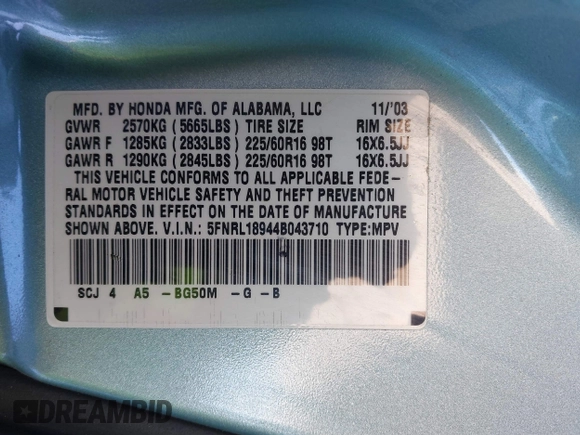 MFD. BY HONDA MFG. OF ALABAMA, LLC 11/'03
GVWR 2570KG (5665LBS) TIRE SIZE RIM SIZE
GAWR F 1285KG (2833LBS) 225/60R16 98T 16X6.5JJ
GAWR R 1290KG (2845LBS) 225/60R16 98T 16X6.5JJ
THIS VEHICLE CONFORMS TO ALL APPLICABLE FEDE-
RAL MOTOR VEHICLE SAFETY AND THEFT PREVENTION
STANDARDS IN EFFECT ON THE DATE OF MANUFACTURE
SHOWN ABOVE. V.I.N.: 5FNRL18944B043710 TYPE:MPV
SCJ 4 A5 -BG50M -G -B
DREAMBID